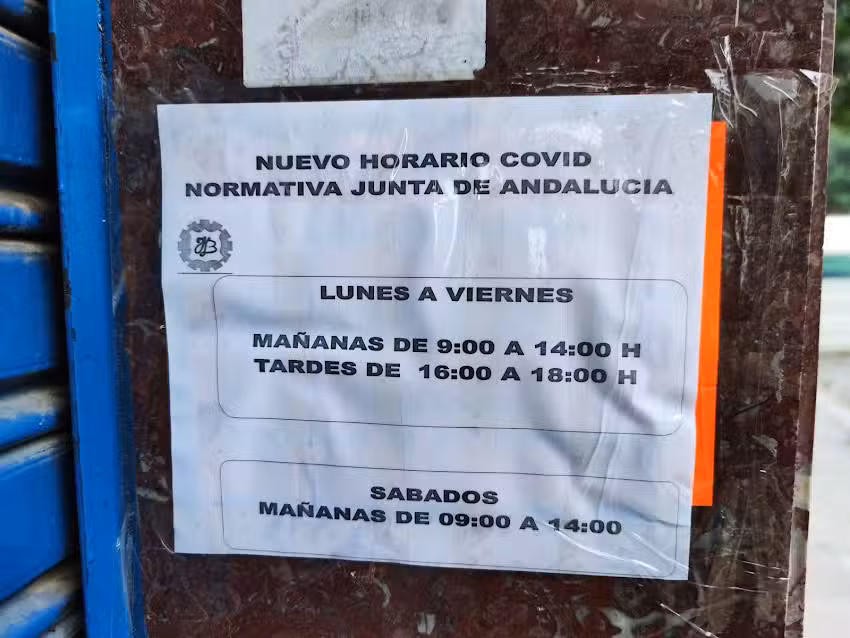 NUEVO HORARIO COVID
NORMATIVA JUNTA DE ANDALUCIA
LUNES A VIERNES
MAÑANAS DE 9:00 A 14:00 H
TARDES DE 16:00 A 18:00 H
SABADOS
MAÑANAS DE 09:00 A 14:00